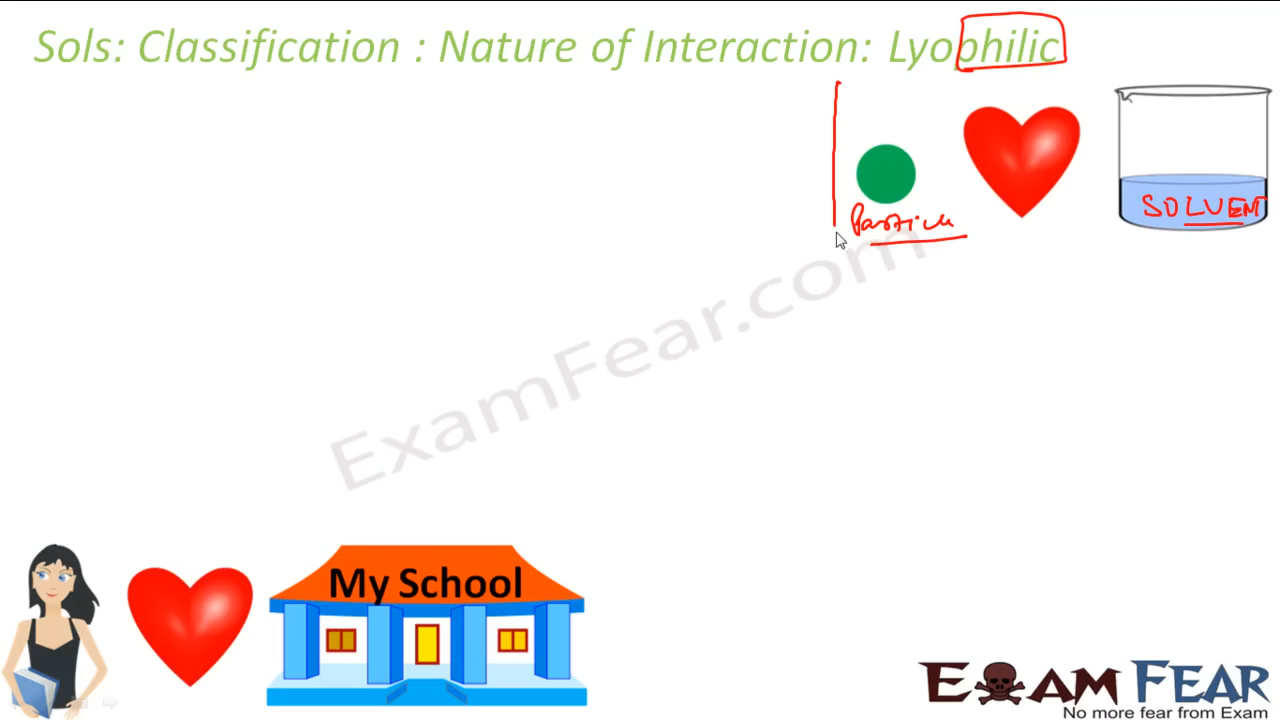 Sols: Classification : Nature of Interaction: Lyophilic
Particle
SOLVENT
ExamFear.com
My School
EXAM FEAR
No more fear from Exam